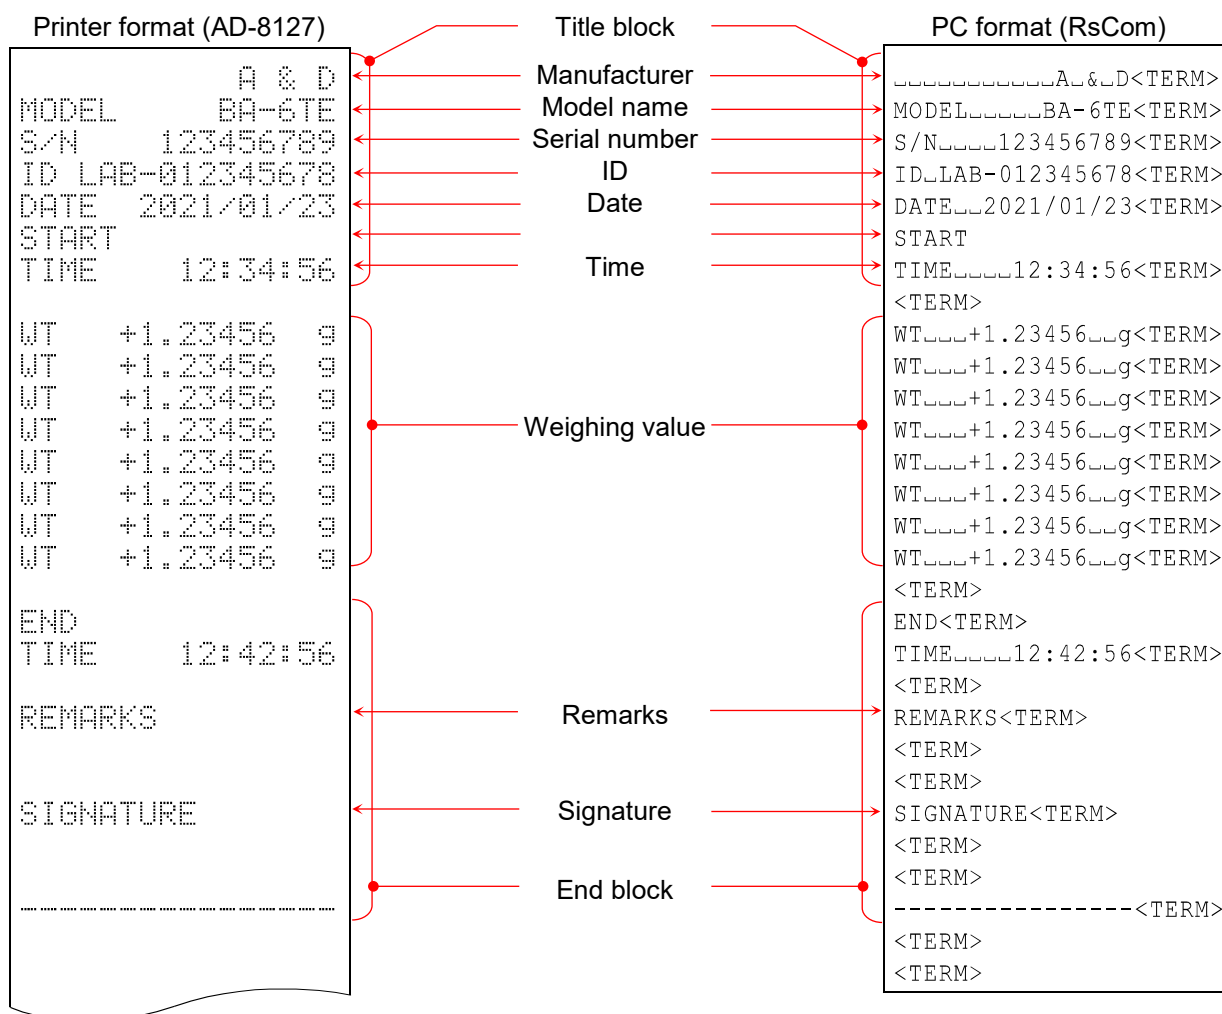 Printer format (AD-8127)
A & D
MODEL BA-6TE
S/N 123456789
ID LAB-012345678
DATE 2021/01/23
START
TIME 12:34:56
WT +1.23456 g
WT +1.23456 g
WT +1.23456 g
WT +1.23456 g
WT +1.23456 g
WT +1.23456 g
WT +1.23456 g
WT +1.23456 g
END
TIME 12:42:56
REMARKS
SIGNATURE
----------------
Title block
Manufacturer
Model name
Serial number
ID
Date
Time
Weighing value
Remarks
Signature
End block
PC format (RsCom)
␣␣␣␣␣␣␣␣␣␣␣A␣&␣D<TERM>
MODEL␣␣␣␣␣BA-6TE<TERM>
S/N␣␣␣␣123456789<TERM>
ID␣LAB-012345678<TERM>
DATE␣␣2021/01/23<TERM>
START
TIME␣␣␣␣12:34:56<TERM>
<TERM>
WT␣␣␣+1.23456␣␣g<TERM>
WT␣␣␣+1.23456␣␣g<TERM>
WT␣␣␣+1.23456␣␣g<TERM>
WT␣␣␣+1.23456␣␣g<TERM>
WT␣␣␣+1.23456␣␣g<TERM>
WT␣␣␣+1.23456␣␣g<TERM>
WT␣␣␣+1.23456␣␣g<TERM>
WT␣␣␣+1.23456␣␣g<TERM>
<TERM>
END<TERM>
TIME␣␣␣␣12:42:56<TERM>
<TERM>
REMARKS<TERM>
<TERM>
<TERM>
SIGNATURE<TERM>
<TERM>
<TERM>
----------------<TERM>
<TERM>
<TERM>